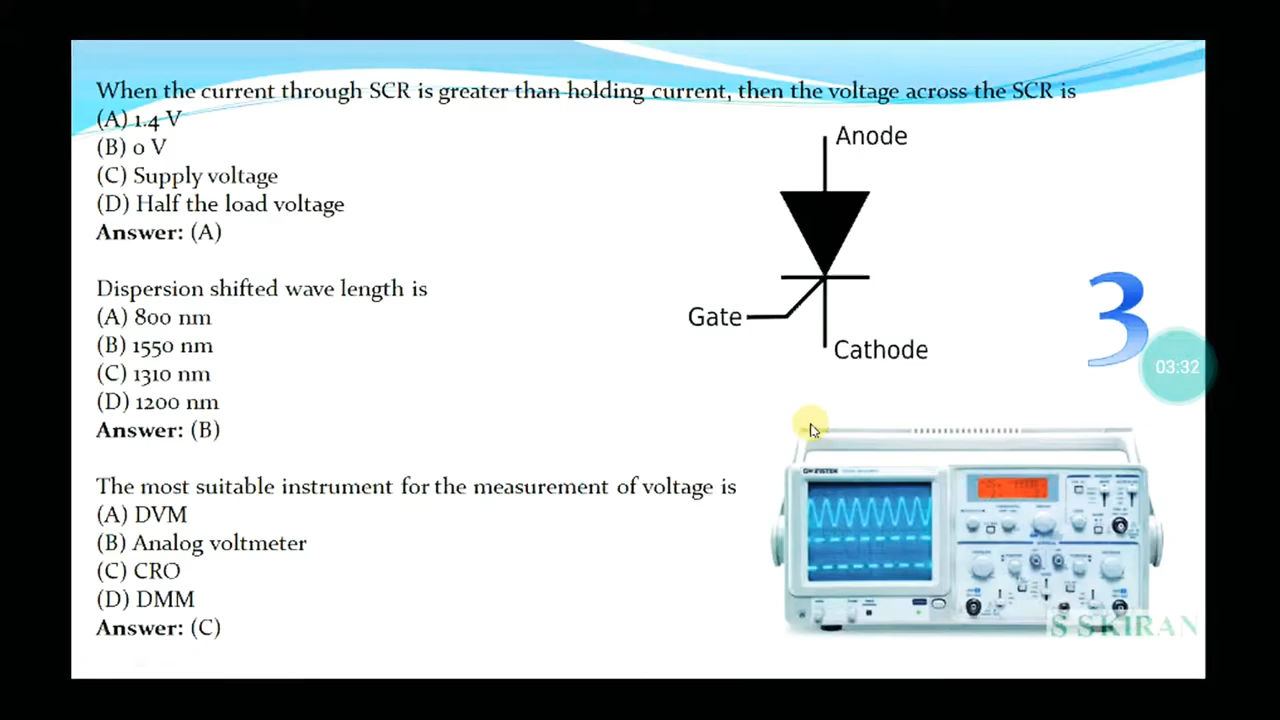 When the current through SCR is greater than holding current, then the voltage across the SCR is
(A) 1.4 V
(B) 0 V
(C) Supply voltage
(D) Half the load voltage
Answer: (A)
Anode
Gate
Cathode
Dispersion shifted wave length is
(A) 800 nm
(B) 1550 nm
(C) 1310 nm
(D) 1200 nm
Answer: (B)
3
03:32
The most suitable instrument for the measurement of voltage is
(A) DVM
(B) Analog voltmeter
(C) CRO
(D) DMM
Answer: (C)
GWINSTEK
S S KIRAN